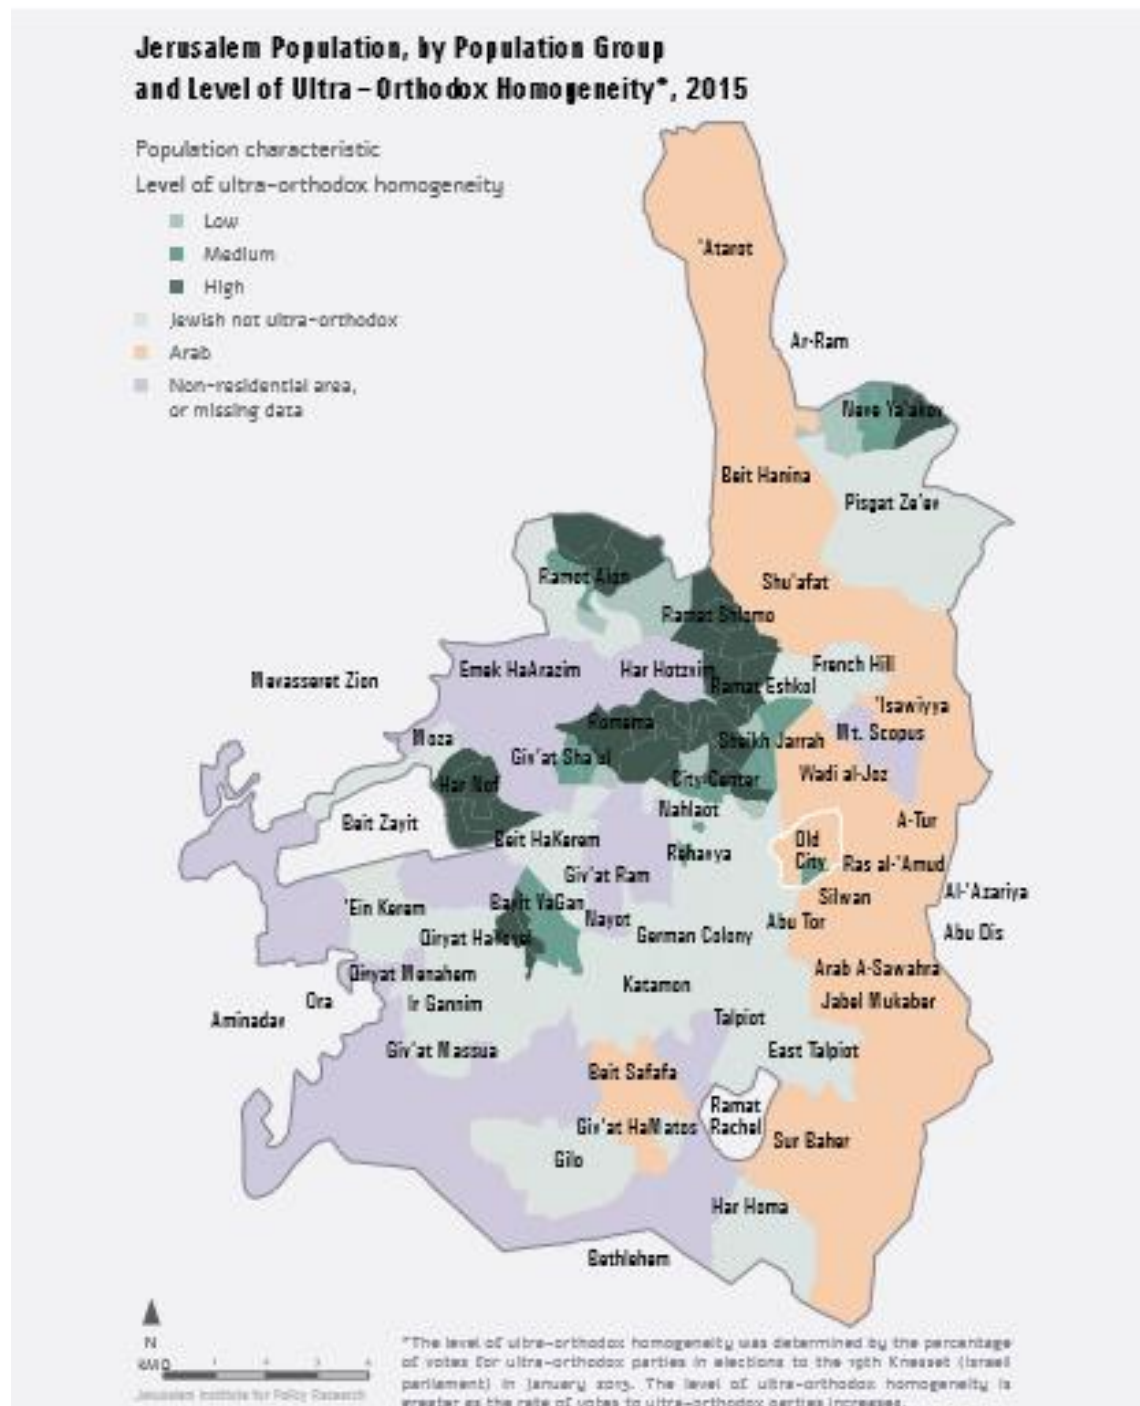 Jerusalem Population, by Population Group
and Level of Ultra-Orthodox Homogeneity*, 2015
Population characteristic
Level of ultra-orthodox homogeneity
Low
Medium
High
Jewish not ultra-orthodox
Arab
Non-residential area,
or missing data
'Atarot
Ar-Ram
Neve Ya'akov
Beit Hanina
Pisgat Ze'ev
Ramot Alon
Shu'afat
Ramat Shlomo
Mevasseret Zion
Emek HaArazim
Har Hotzvim
French Hill
Ramat Eshkol
'Isawiyya
Romema
Moza
Sheikh Jarrah
Mt. Scopus
Giv'at Sha'ul
Har Nof
City Center
Wadi al-Joz
Nahlaot
Beit Zayit
A-Tur
Beit HaKerem
Old
City
Rehavya
Ras al-'Amud
Giv'at Ram
Al-'Azariya
Silwan
'Ein Kerem
Bayit VaGan
Nayot
Abu Tor
Abu Dis
Qiryat HaYovel
German Colony
Qiryat Menahem
Arab A-Sawahra
Katamon
Ora
Ir Gannim
Jabel Mukaber
Aminadav
Talpiot
Giv'at Massua
East Talpiot
Beit Safafa
Ramat
Rachel
Giv'at HaMatos
Sur Baher
Gilo
Har Homa
Bethlehem
N
KM 0 1 2 3 4
Jerusalem Institute for Policy Research
*The level of ultra-orthodox homogeneity was determined by the percentage
of votes for ultra-orthodox parties in elections to the 19th Knesset (Israeli
parliament) in January 2013. The level of ultra-orthodox homogeneity is
greater as the rate of votes to ultra-orthodox parties increases.